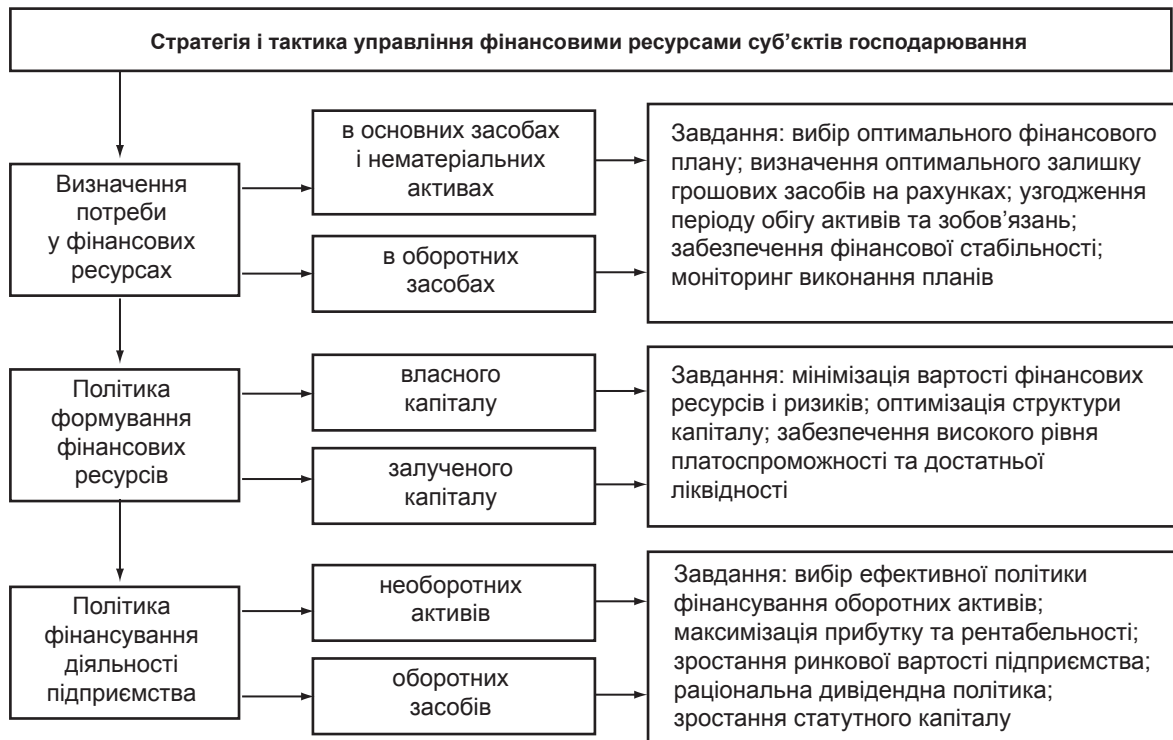 Стратегія і тактика управління фінансовими ресурсами суб’єктів господарювання
Визначення
потреби
у фінансових
ресурсах
в основних засобах
і нематеріальних
активах
в оборотних
засобах
Завдання: вибір оптимального фінансового
плану; визначення оптимального залишку
грошових засобів на рахунках; узгодження
періоду обігу активів та зобов’язань;
забезпечення фінансової стабільності;
моніторинг виконання планів
Політика
формування
фінансових
ресурсів
власного
капіталу
залученого
капіталу
Завдання: мінімізація вартості фінансових
ресурсів і ризиків; оптимізація структури
капіталу; забезпечення високого рівня
платоспроможності та достатньої
ліквідності
Політика
фінансування
діяльності
підприємства
необоротних
активів
оборотних
засобів
Завдання: вибір ефективної політики
фінансування оборотних активів;
максимізація прибутку та рентабельності;
зростання ринкової вартості підприємства;
раціональна дивідендна політика;
зростання статутного капіталу